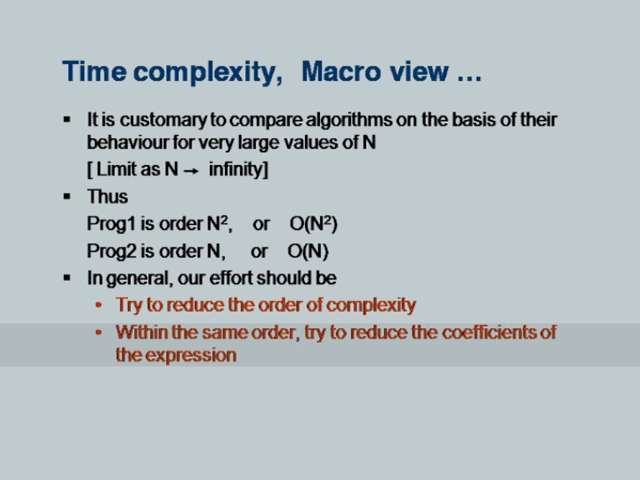 Time complexity, Macro view …
▪ It is customary to compare algorithms on the basis of their
behaviour for very large values of N
[ Limit as N → infinity]
▪ Thus
Prog1 is order N², or O(N²)
Prog2 is order N, or O(N)
▪ In general, our effort should be
• Try to reduce the order of complexity
• Within the same order, try to reduce the coefficients of
the expression